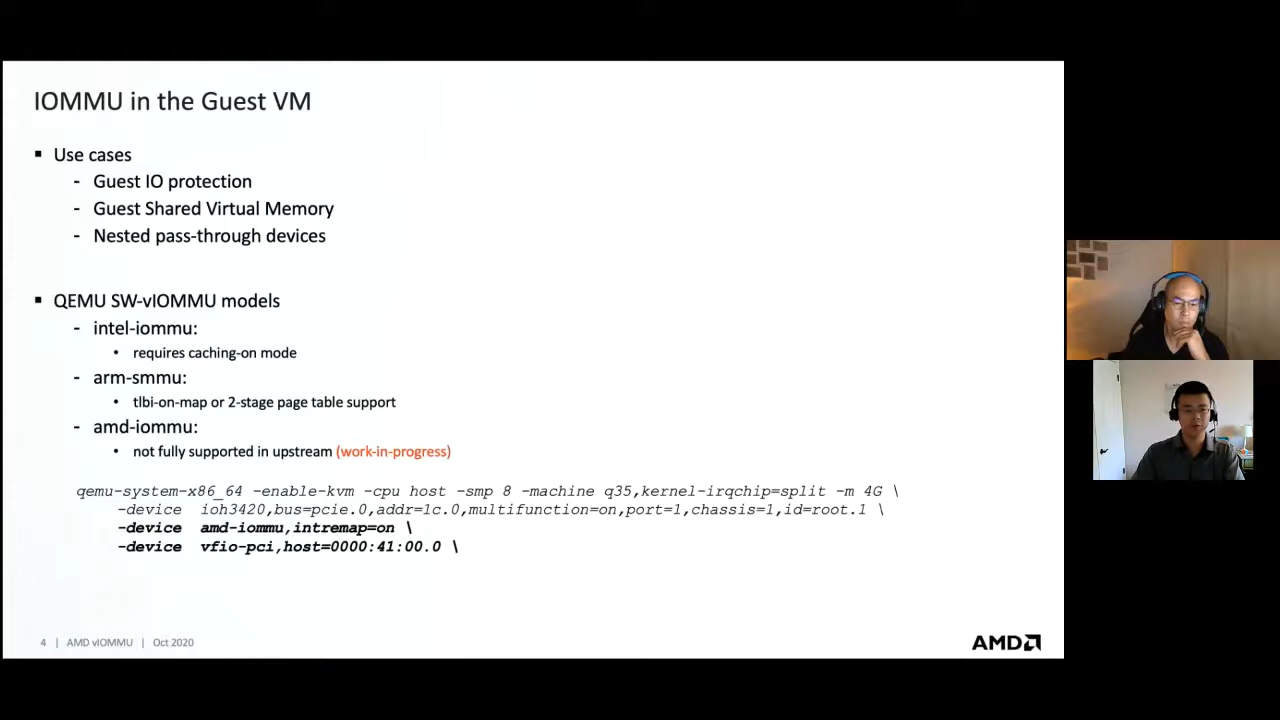 IOMMU in the Guest VM
▪ Use cases
- Guest IO protection
- Guest Shared Virtual Memory
- Nested pass-through devices
▪ QEMU SW-vIOMMU models
- intel-iommu:
• requires caching-on mode
- arm-smmu:
• tlbi-on-map or 2-stage page table support
- amd-iommu:
• not fully supported in upstream (work-in-progress)
qemu-system-x86_64 -enable-kvm -cpu host -smp 8 -machine q35,kernel-irqchip=split -m 4G \
-device ioh3420,bus=pcie.0,addr=1c.0,multifunction=on,port=1,chassis=1,id=root.1 \
-device amd-iommu,intremap=on \
-device vfio-pci,host=0000:41:00.0 \
4 | AMD vIOMMU | Oct 2020
AMD